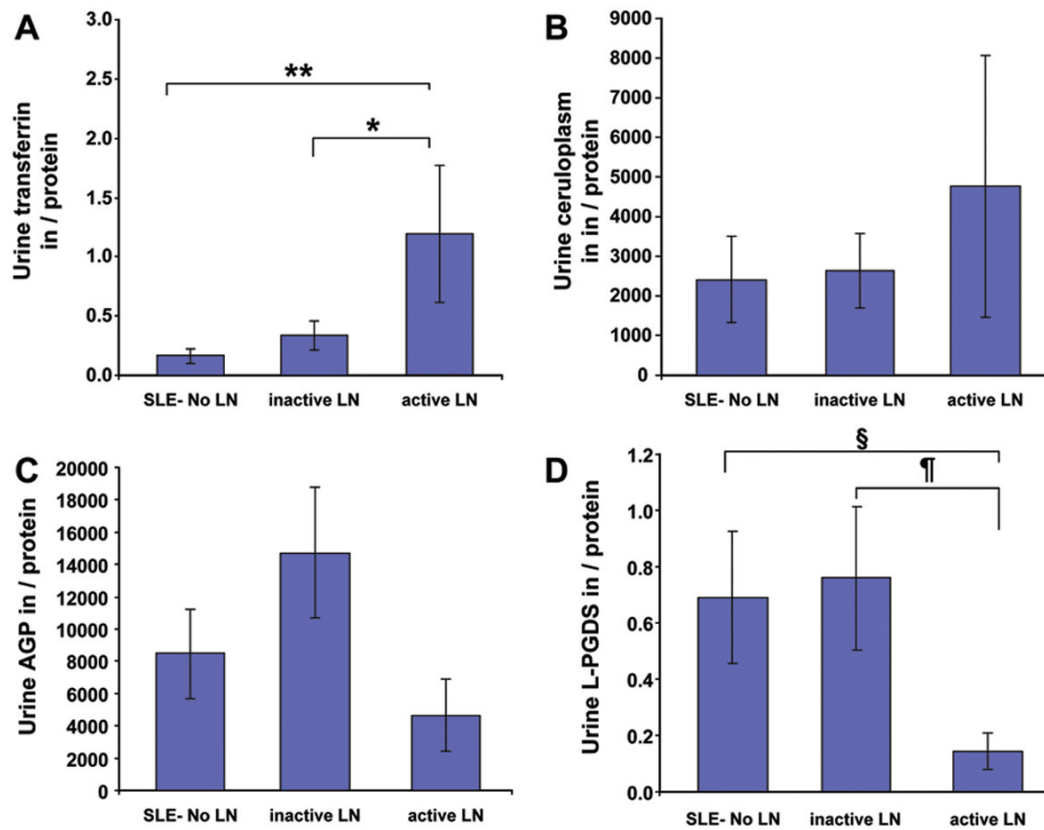 A
Urine transferrin
in / protein
3.0
2.5
2.0
1.5
1.0
0.5
0.0
**
*
SLE- No LN
inactive LN
active LN
B
Urine ceruloplasm
in in / protein
9000
8000
7000
6000
5000
4000
3000
2000
1000
0
SLE- No LN
inactive LN
active LN
C
Urine AGP in / protein
20000
18000
16000
14000
12000
10000
8000
6000
4000
2000
0
SLE- No LN
inactive LN
active LN
D
Urine L-PGDS in / protein
1.2
1.0
0.8
0.6
0.4
0.2
0.0
§
¶
SLE- No LN
inactive LN
active LN